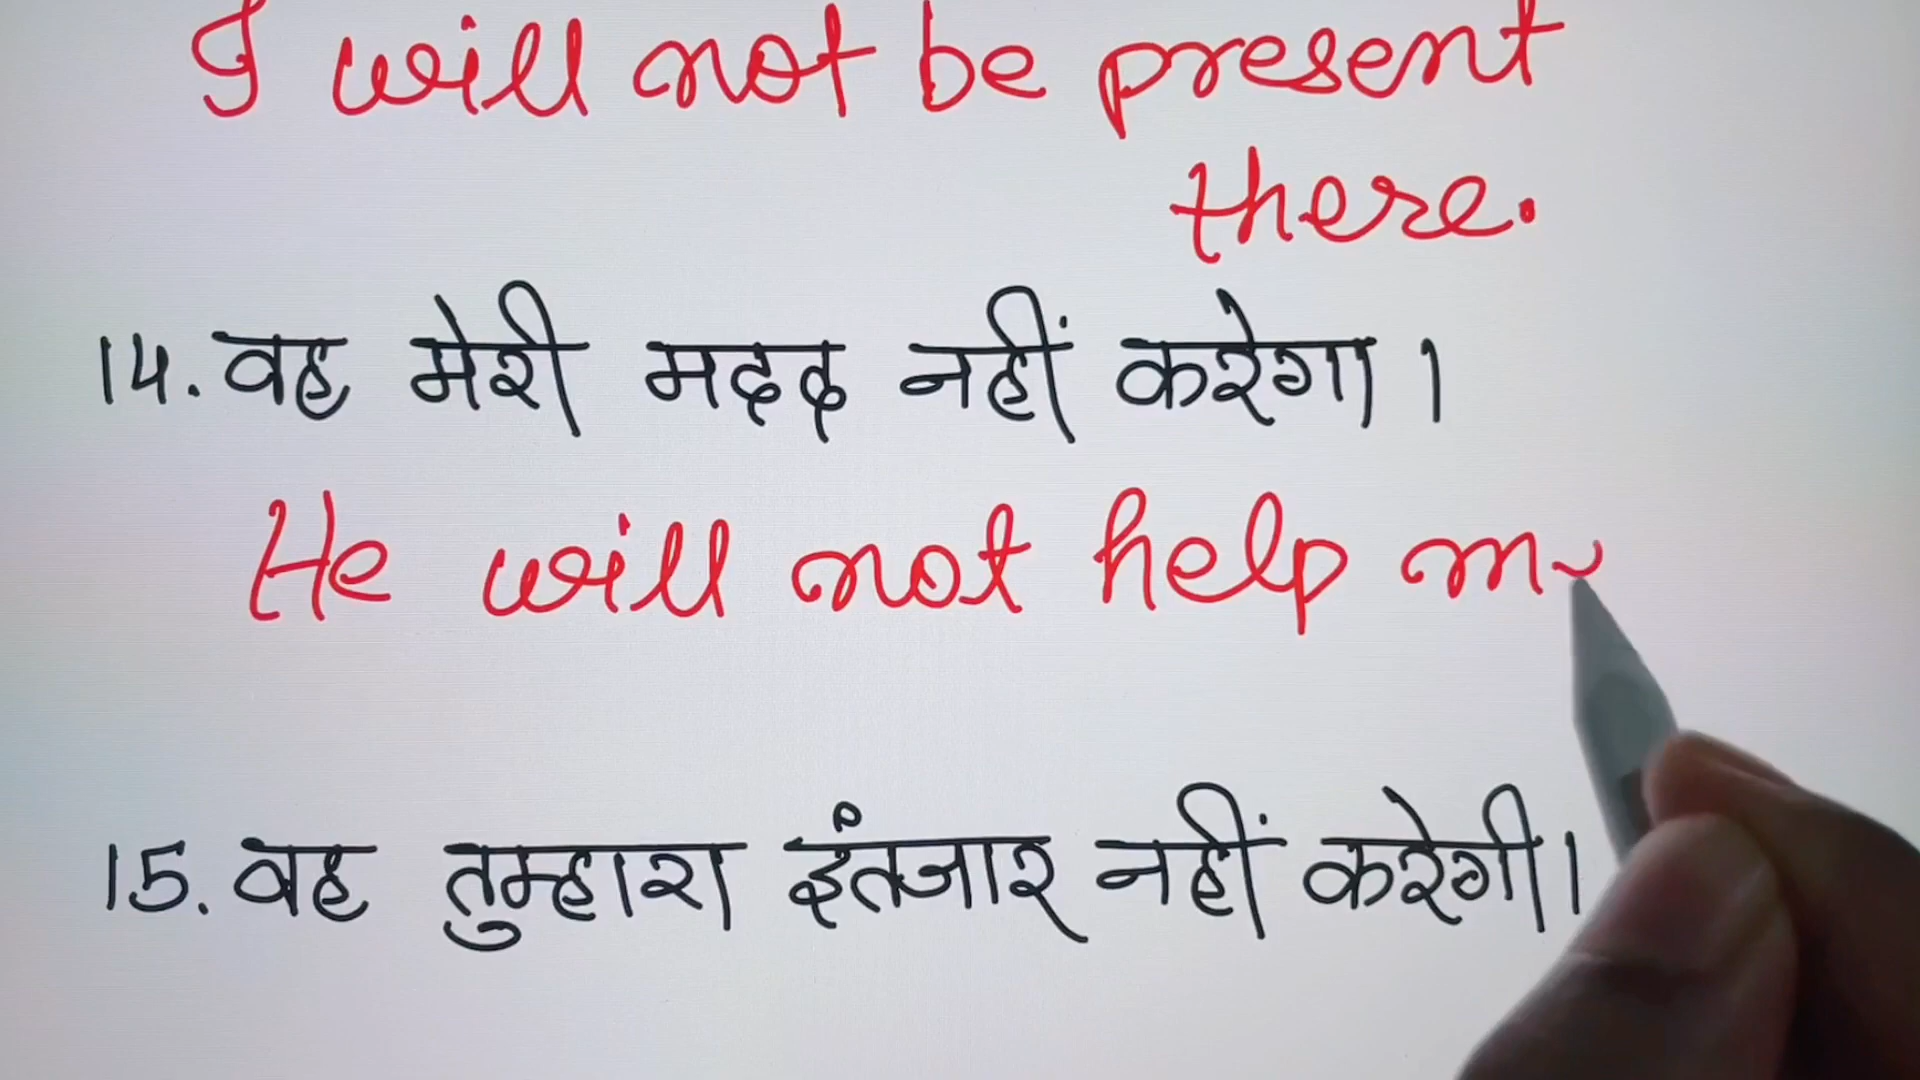 I will not be present
there.
14. वह मेरी मदद नहीं करेगा।
He will not help
15. वह तुम्हारा इंतजार नहीं करेगी।